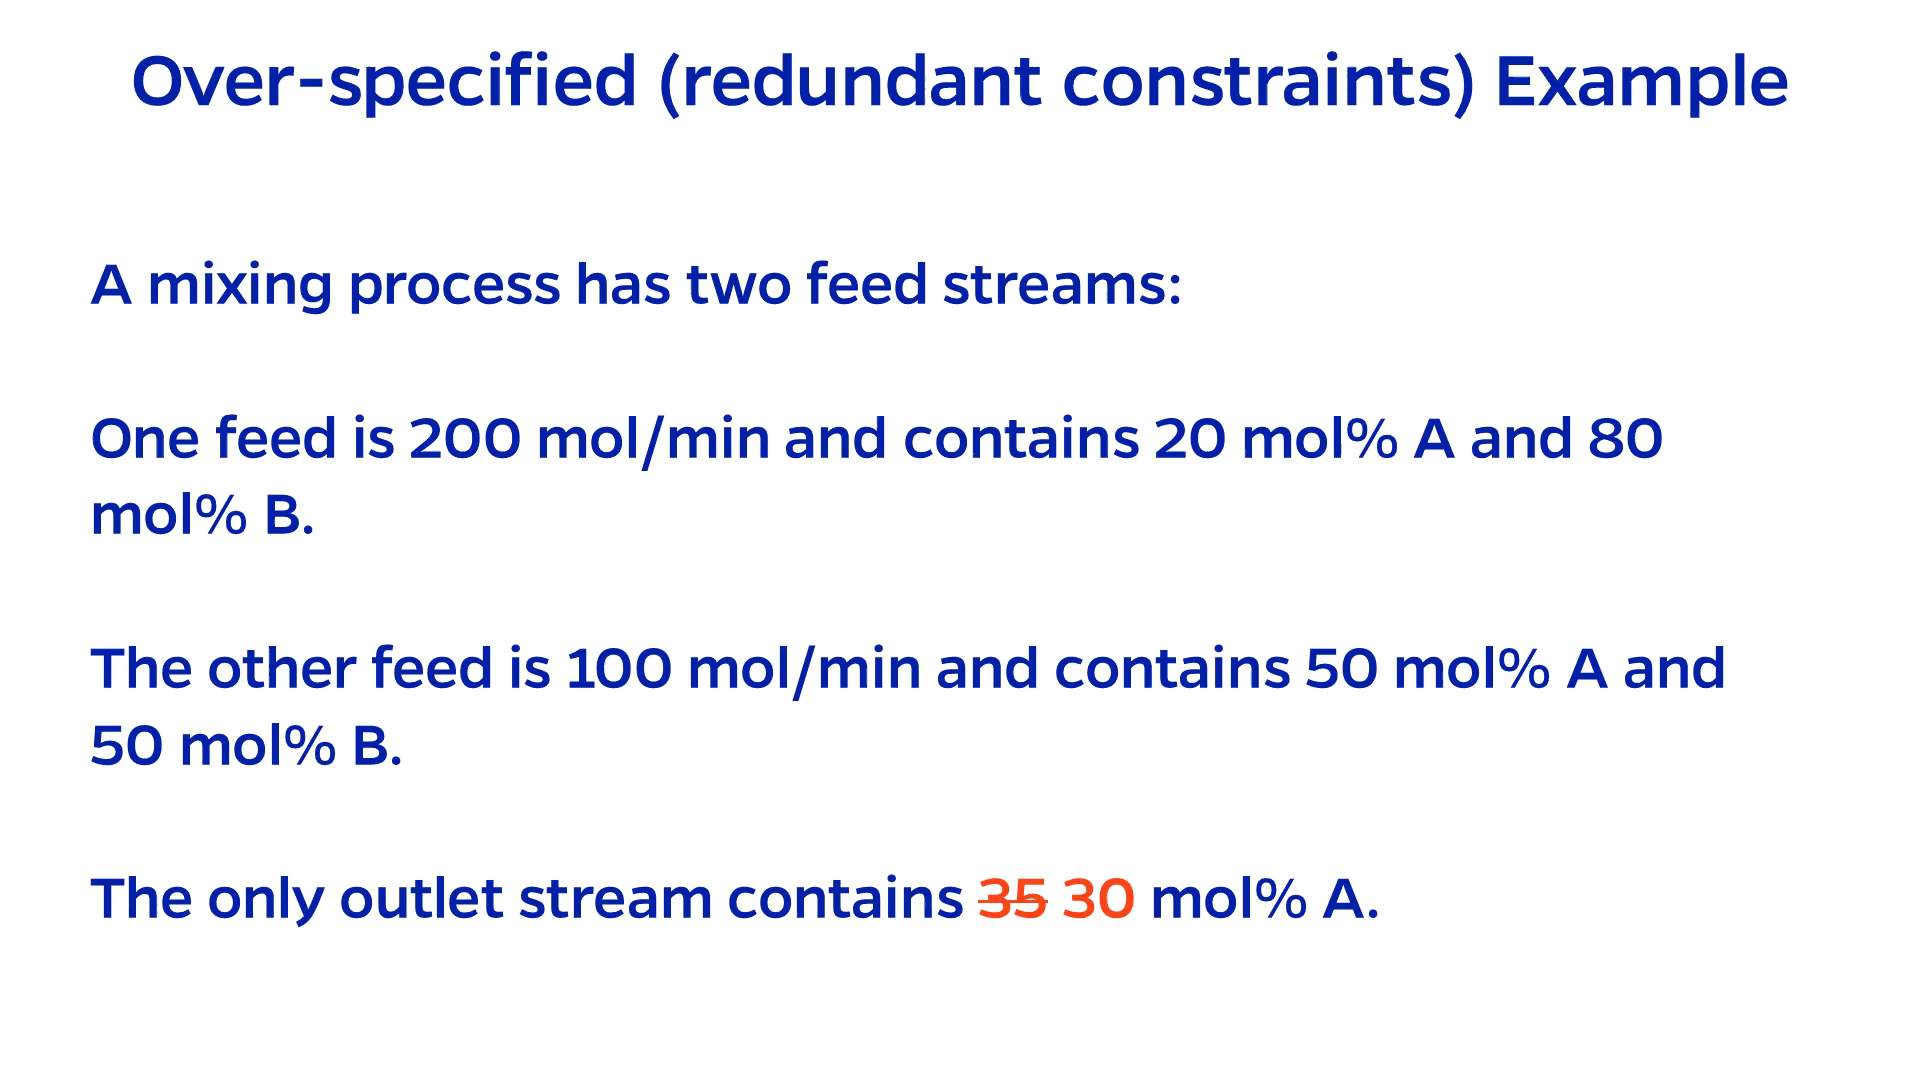 Over-specified (redundant constraints) Example
A mixing process has two feed streams:
One feed is 200 mol/min and contains 20 mol% A and 80
mol% B.
The other feed is 100 mol/min and contains 50 mol% A and
50 mol% B.
The only outlet stream contains 35 30 mol% A.